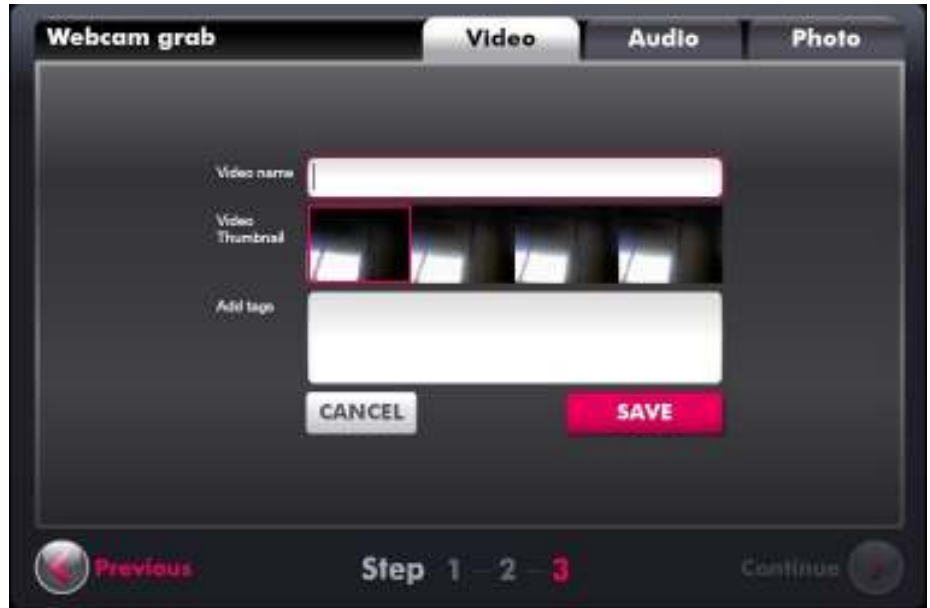 Webcam grab
Video
Audio
Photo
Video name
Video
Thumbnail
Add tags
CANCEL
SAVE
Previous
Step 1 - 2 - 3
Continue